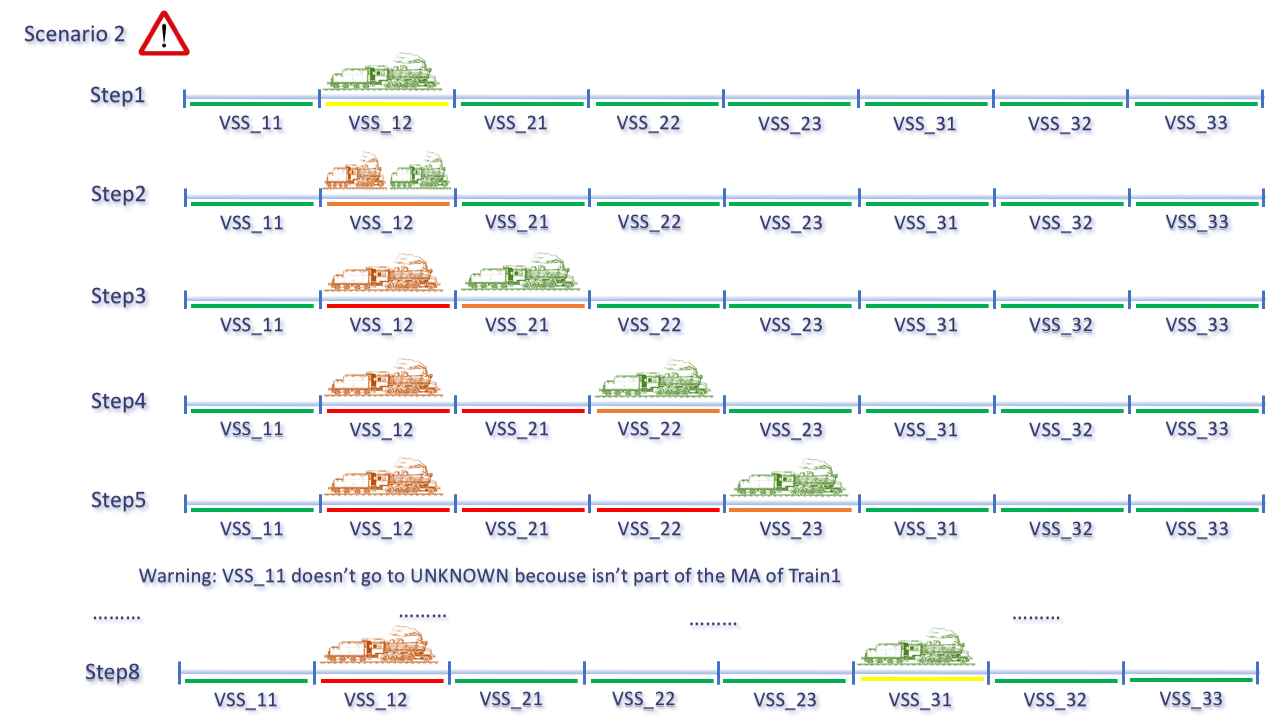 Scenario 2
!
Step1
VSS_11 VSS_12 VSS_21 VSS_22 VSS_23 VSS_31 VSS_32 VSS_33
Step2
VSS_11 VSS_12 VSS_21 VSS_22 VSS_23 VSS_31 VSS_32 VSS_33
Step3
VSS_11 VSS_12 VSS_21 VSS_22 VSS_23 VSS_31 VSS_32 VSS_33
Step4
VSS_11 VSS_12 VSS_21 VSS_22 VSS_23 VSS_31 VSS_32 VSS_33
Step5
VSS_11 VSS_12 VSS_21 VSS_22 VSS_23 VSS_31 VSS_32 VSS_33
Warning: VSS_11 doesn't go to UNKNOWN becouse isn't part of the MA of Train1
......... ......... ......... .........
Step8
VSS_11 VSS_12 VSS_21 VSS_22 VSS_23 VSS_31 VSS_32 VSS_33